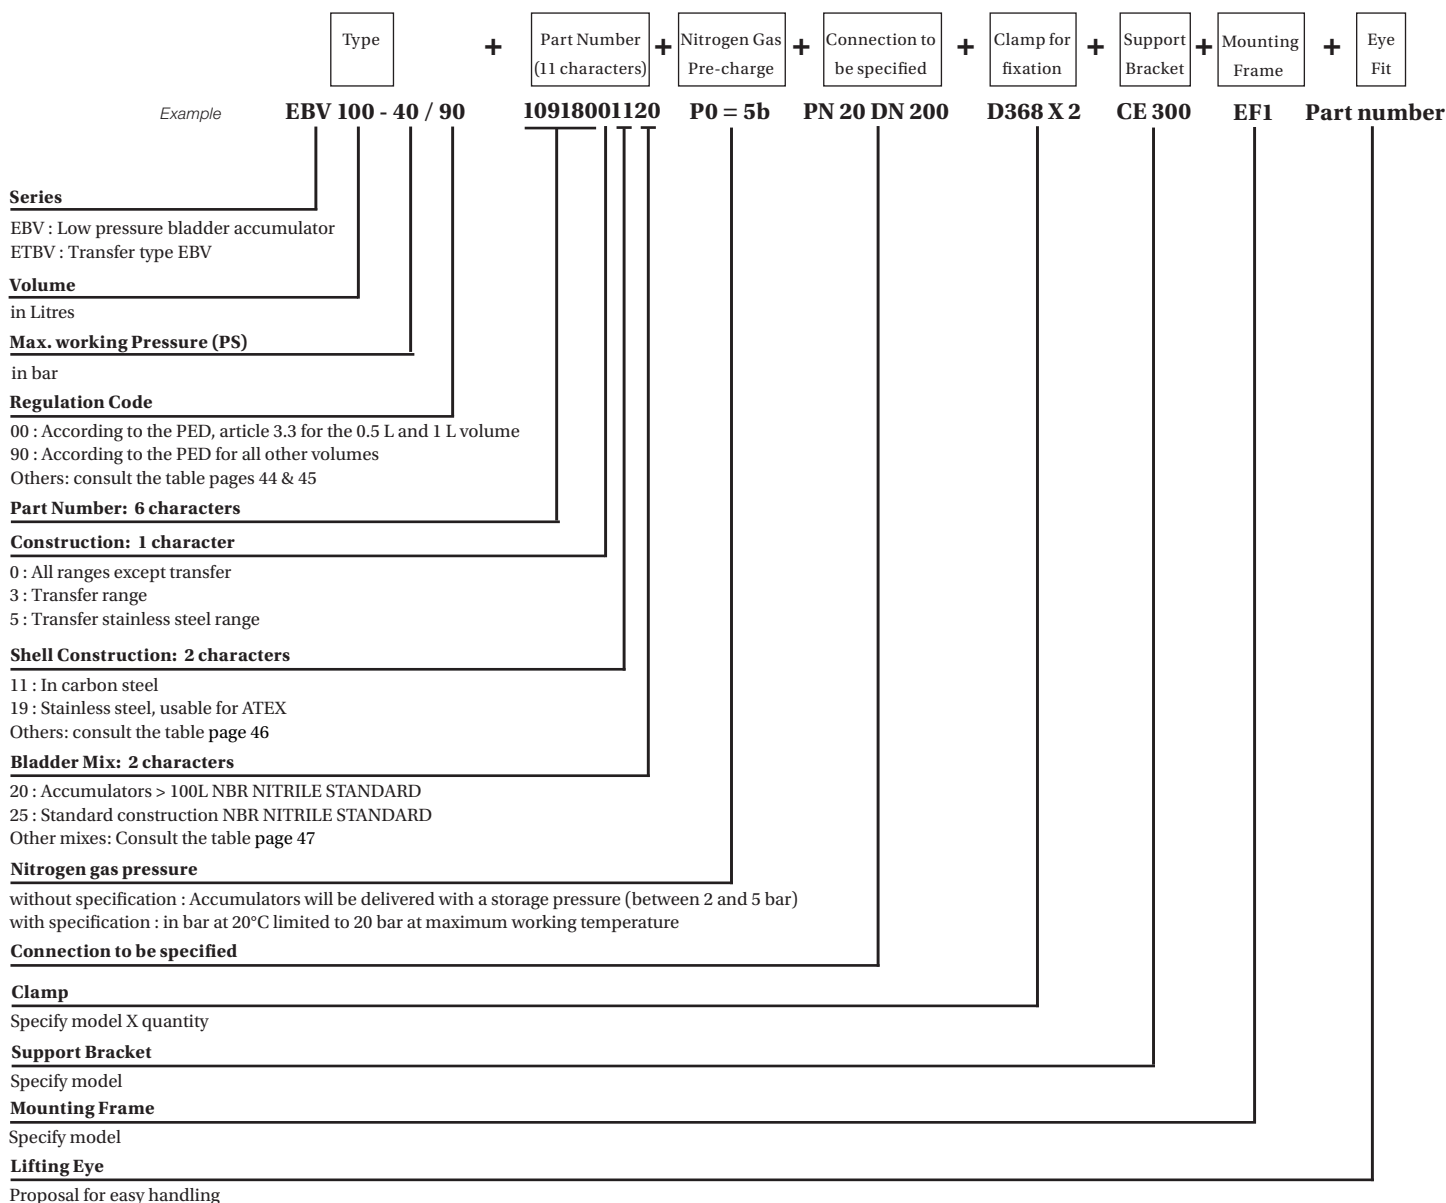 Type + Part Number + Nitrogen Gas + Connection to + Clamp for + Support + Mounting + Eye
(11 characters) Pre-charge be specified fixation Bracket Frame Fit
Example EBV 100 - 40 / 90 10918001120 P0 = 5b PN 20 DN 200 D368 X 2 CE 300 EF1 Part number
Series
EBV : Low pressure bladder accumulator
ETBV : Transfer type EBV
Volume
in Litres
Max. working Pressure (PS)
in bar
Regulation Code
00 : According to the PED, article 3.3 for the 0.5 L and 1 L volume
90 : According to the PED for all other volumes
Others: consult the table pages 44 & 45
Part Number: 6 characters
Construction: 1 character
0 : All ranges except transfer
3 : Transfer range
5 : Transfer stainless steel range
Shell Construction: 2 characters
11 : In carbon steel
19 : Stainless steel, usable for ATEX
Others: consult the table page 46
Bladder Mix: 2 characters
20 : Accumulators > 100L NBR NITRILE STANDARD
25 : Standard construction NBR NITRILE STANDARD
Other mixes: Consult the table page 47
Nitrogen gas pressure
without specification : Accumulators will be delivered with a storage pressure (between 2 and 5 bar)
with specification : in bar at 20°C limited to 20 bar at maximum working temperature
Connection to be specified
Clamp
Specify model X quantity
Support Bracket
Specify model
Mounting Frame
Specify model
Lifting Eye
Proposal for easy handling